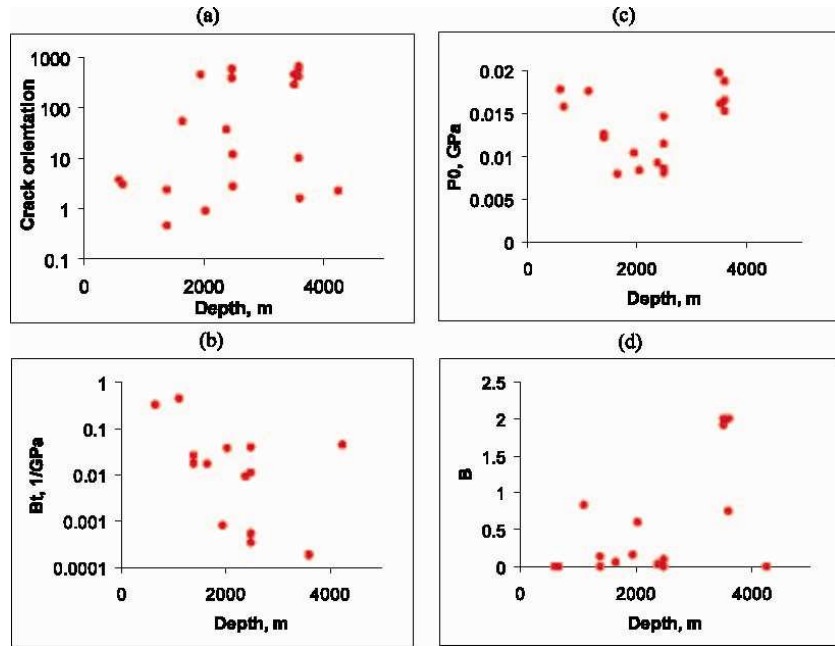 (a)
Crack orientation
1000
100
10
1
0.1
0 2000 4000
Depth, m
(c)
P0, GPa
0.02
0.015
0.01
0.005
0
0 2000 4000
Depth, m
(b)
Bt, 1/GPa
1
0.1
0.01
0.001
0.0001
0 2000 4000
Depth, m
(d)
B
2.5
2
1.5
1
0.5
0
0 2000 4000
Depth, m